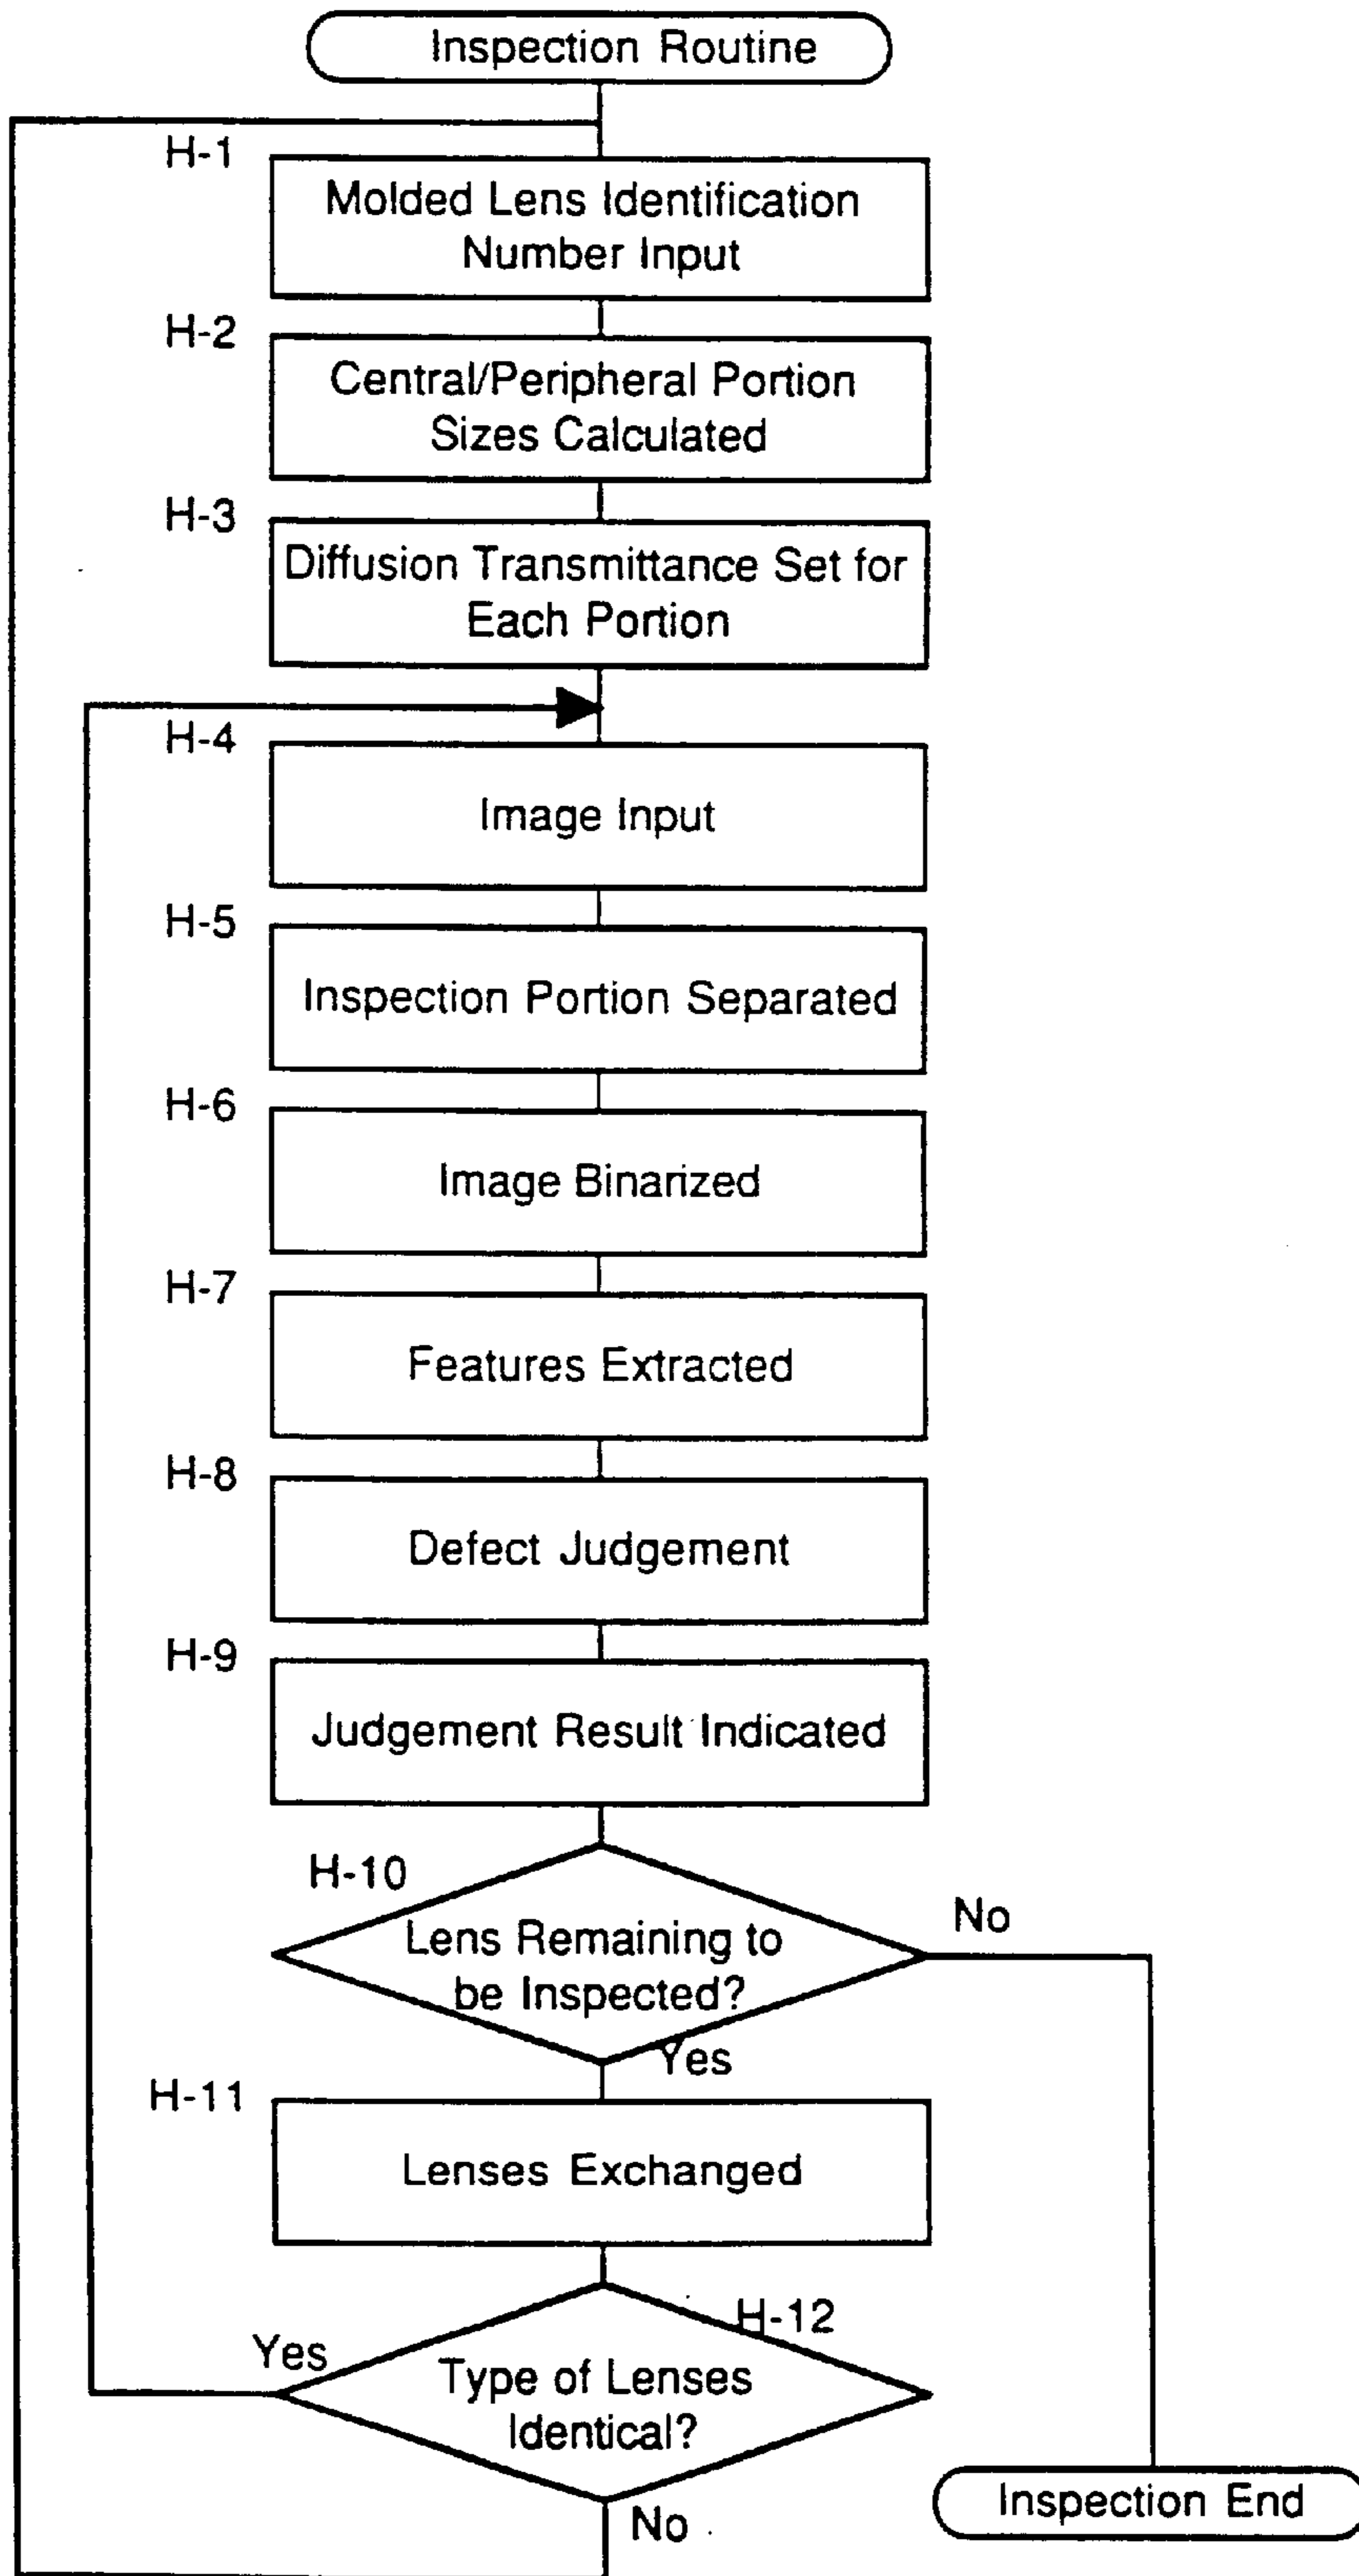 Inspection Routine
H-1
Molded Lens Identification
Number Input
H-2
Central/Peripheral Portion
Sizes Calculated
H-3
Diffusion Transmittance Set for
Each Portion
H-4
Image Input
H-5
Inspection Portion Separated
H-6
Image Binarized
H-7
Features Extracted
H-8
Defect Judgement
H-9
Judgement Result Indicated
H-10
No
Lens Remaining to
be Inspected?
Yes
H-11
Lenses Exchanged
H-12
Yes
Type of Lenses
Identical?
No
Inspection End